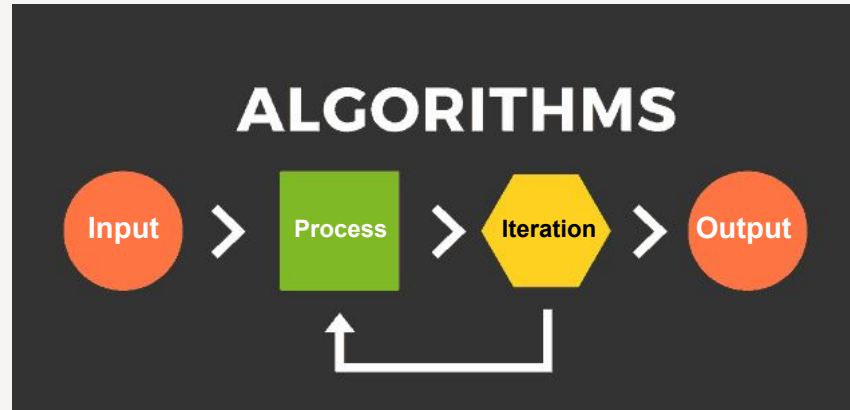 ALGORITHMS
Input
Process
Iteration
Output